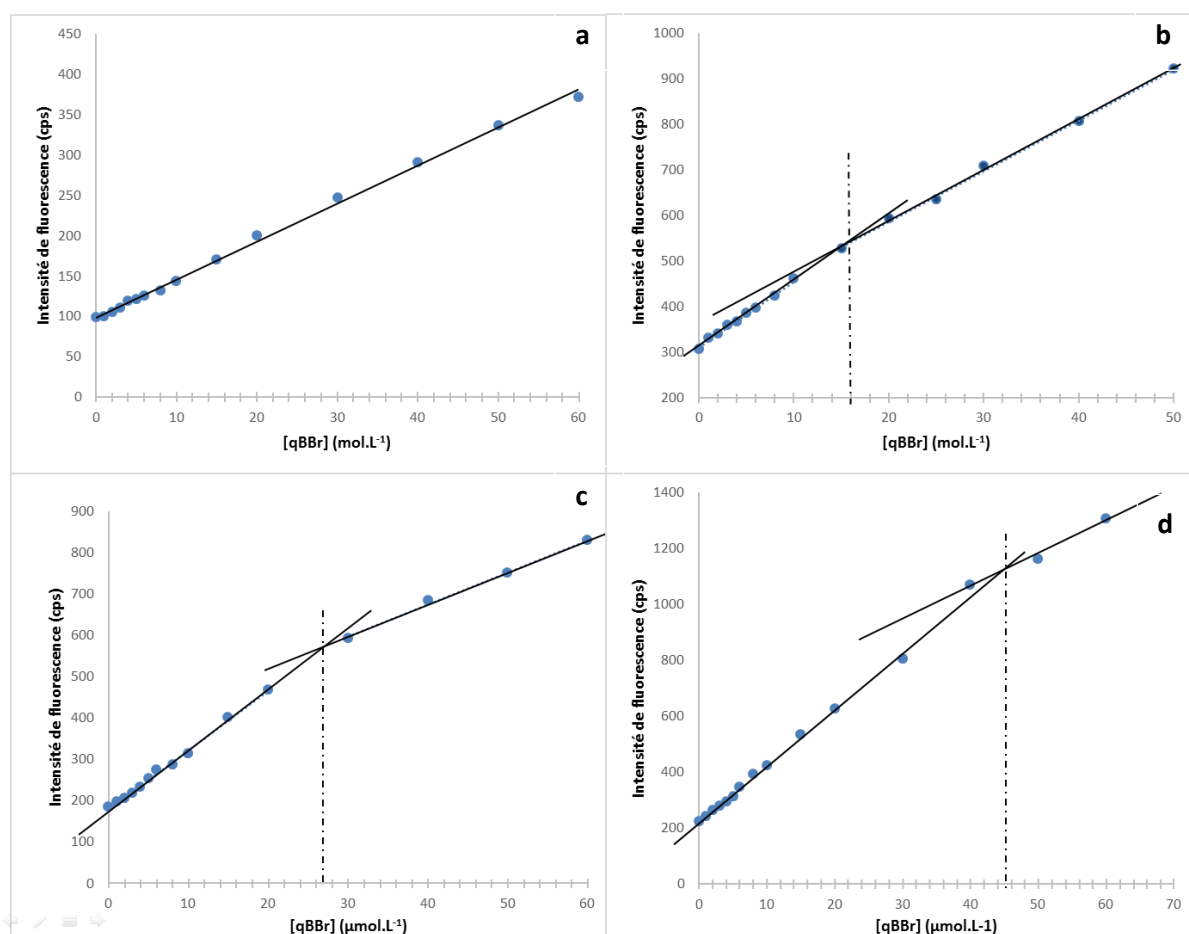 a
450
400
350
300
250
200
150
100
50
0
Intensité de fluorescence (cps)
0 10 20 30 40 50 60
[qBBr] (mol.L⁻¹)
b
1000
900
800
700
600
500
400
300
200
Intensité de fluorescence (cps)
0 10 20 30 40 50
[qBBr] (mol.L⁻¹)
c
900
800
700
600
500
400
300
200
100
0
Intensité de fluorescence (cps)
0 10 20 30 40 50 60
[qBBr] (µmol.L⁻¹)
d
1400
1200
1000
800
600
400
200
0
Intensité de fluorescence (cps)
0 10 20 30 40 50 60 70
[qBBr] (µmol.L-1)